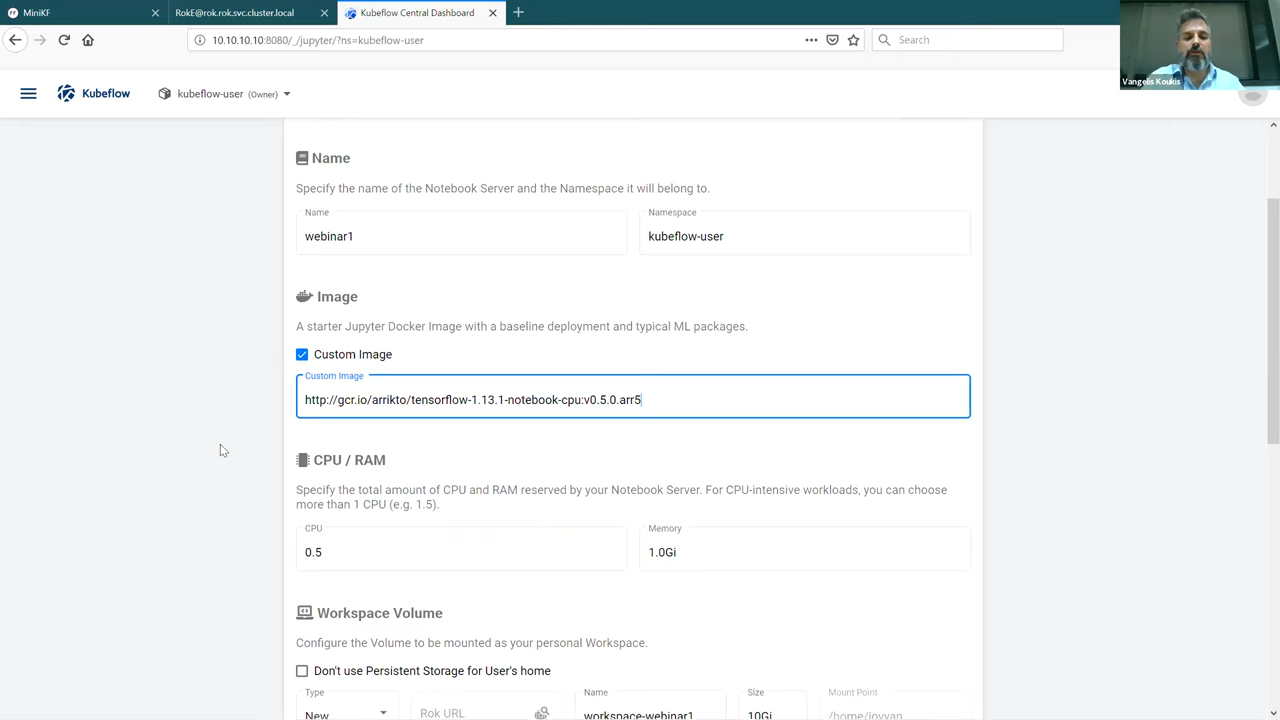 MiniKF
RokE@rok.rok.svc.cluster.local
Kubeflow Central Dashboard
10.10.10.10:8080/_/jupyter/?ns=kubeflow-user
Search
Vangelis Koukis
Kubeflow
kubeflow-user (Owner)
Name
Specify the name of the Notebook Server and the Namespace it will belong to.
Name
webinar1
Namespace
kubeflow-user
Image
A starter Jupyter Docker Image with a baseline deployment and typical ML packages.
Custom Image
Custom Image
http://gcr.io/arrikto/tensorflow-1.13.1-notebook-cpu:v0.5.0.arr5
CPU / RAM
Specify the total amount of CPU and RAM reserved by your Notebook Server. For CPU-intensive workloads, you can choose
more than 1 CPU (e.g. 1.5).
CPU
0.5
Memory
1.0Gi
Workspace Volume
Configure the Volume to be mounted as your personal Workspace.
Don't use Persistent Storage for User's home
Type
New
Rok URL
Name
workspace-webinar1
Size
10Gi
Mount Point
/home/jovyan